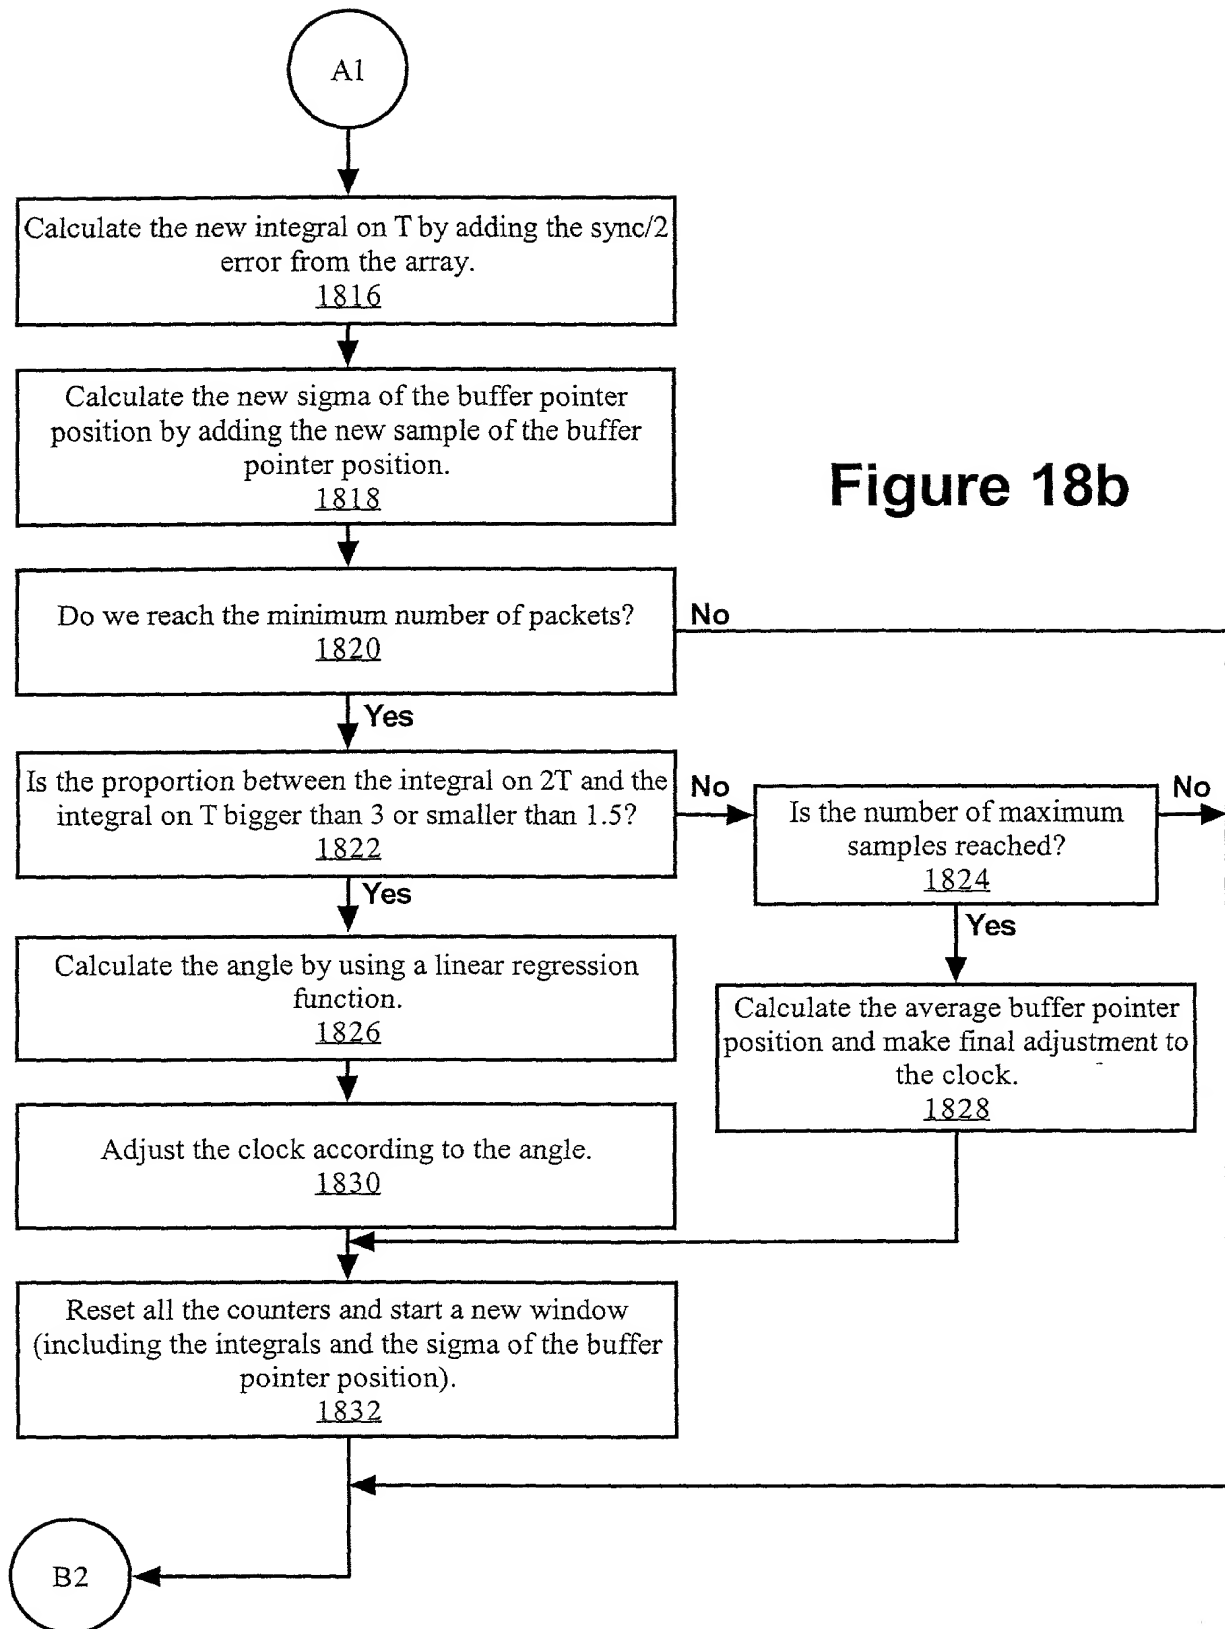 A1
Calculate the new integral on T by adding the sync/2
error from the array.
1816
Calculate the new sigma of the buffer pointer
position by adding the new sample of the buffer
pointer position.
1818
Figure 18b
Do we reach the minimum number of packets?
1820
No
Yes
Is the proportion between the integral on 2T and the
integral on T bigger than 3 or smaller than 1.5?
1822
No
Is the number of maximum
samples reached?
1824
No
Yes
Yes
Calculate the angle by using a linear regression
function.
1826
Calculate the average buffer pointer
position and make final adjustment to
the clock.
1828
Adjust the clock according to the angle.
1830
Reset all the counters and start a new window
(including the integrals and the sigma of the buffer
pointer position).
1832
B2